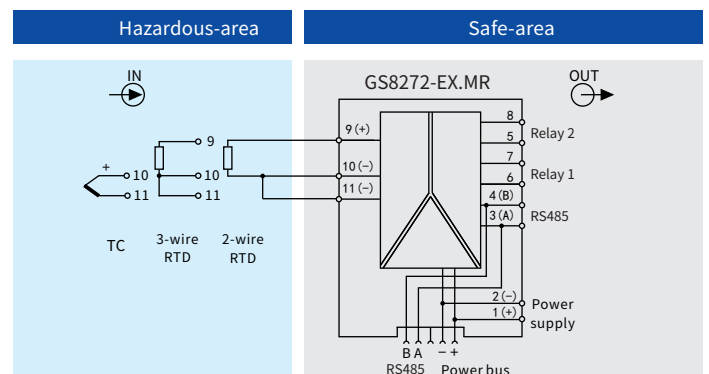 Hazardous-area
Safe-area
IN
GS8272-EX.MR
OUT
9
+
10
11
10
11
TC
3-wire
RTD
2-wire
RTD
9(+)
10(−)
11(−)
8
5
Relay 2
7
6
Relay 1
4(B)
3(A)
RS485
2(−)
1(+)
Power
supply
B A − +
RS485 Power bus